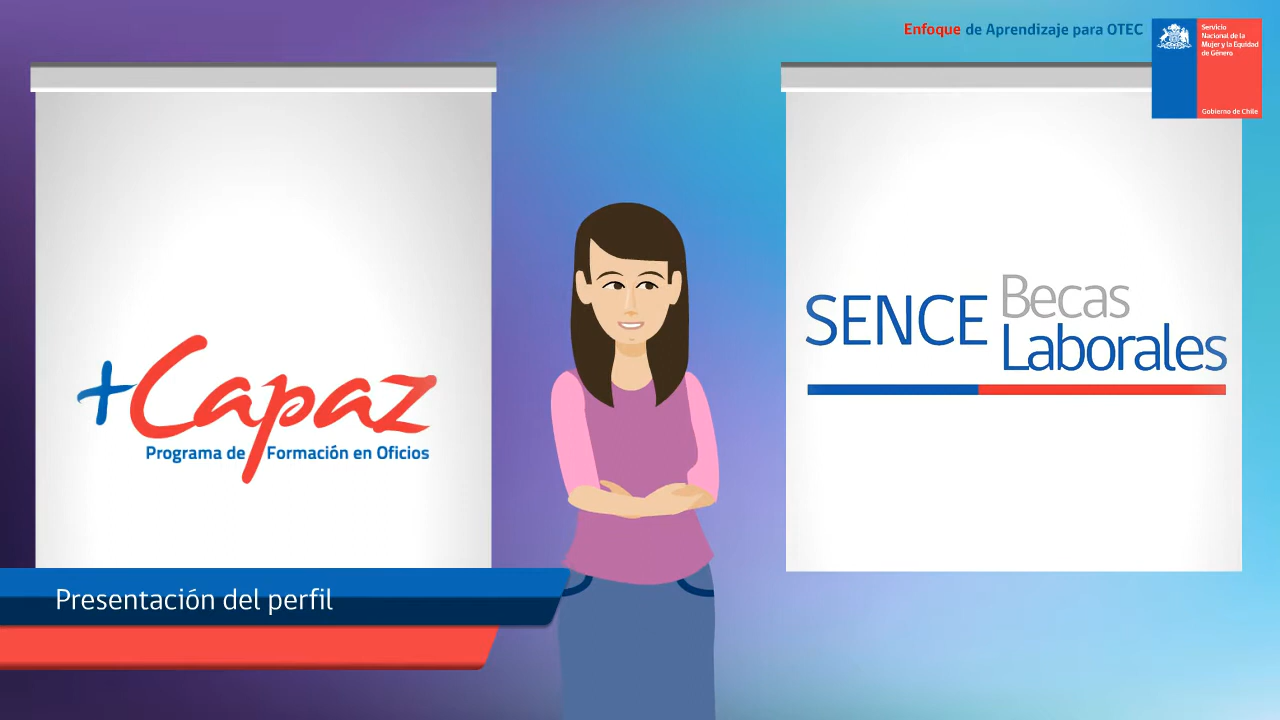 Enfoque de Aprendizaje para OTEC
Servicio
Nacional de la
Mujer y la Equidad
de Género
Gobierno de Chile
+Capaz
Programa de Formación en Oficios
SENCE Becas
Laborales
Presentación del perfil